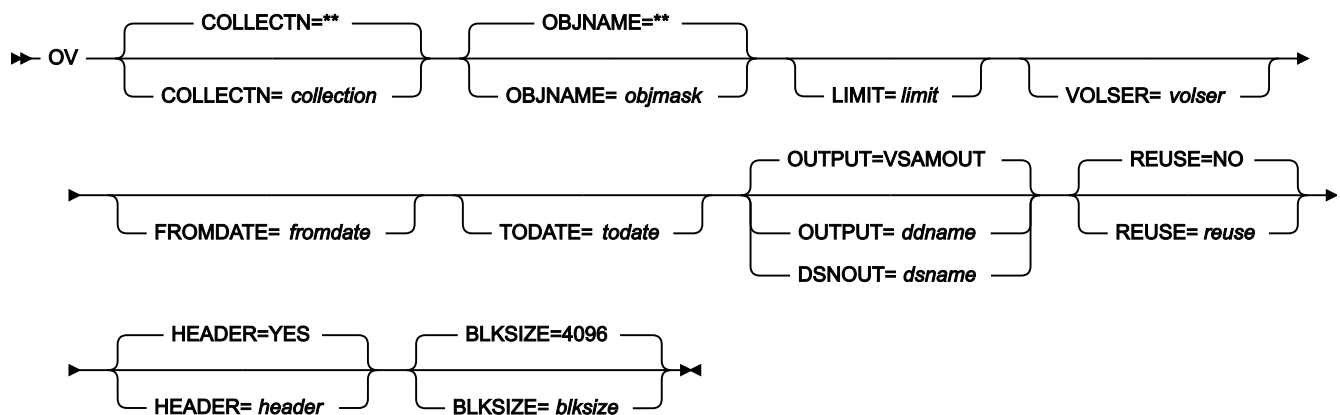 COLLECTN=** OBJNAME=**
OV
COLLECTN= collection OBJNAME= objmask LIMIT= limit VOLSER= volser
OUTPUT=VSAMOUT REUSE=NO
FROMDATE= fromdate TODATE= todate OUTPUT= ddname REUSE= reuse
DSNOUT= dsname
HEADER=YES BLKSIZE=4096
HEADER= header BLKSIZE= blksize